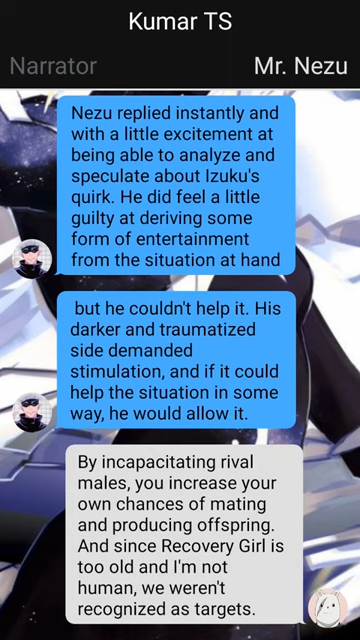 Kumar TS
Narrator
Mr. Nezu
Nezu replied instantly and
with a little excitement at
being able to analyze and
speculate about Izuku's
quirk. He did feel a little
guilty at deriving some
form of entertainment
from the situation at hand
but he couldn't help it. His
darker and traumatized
side demanded
stimulation, and if it could
help the situation in some
way, he would allow it.
By incapacitating rival
males, you increase your
own chances of mating
and producing offspring.
And since Recovery Girl is
too old and I'm not
human, we weren't
recognized as targets.